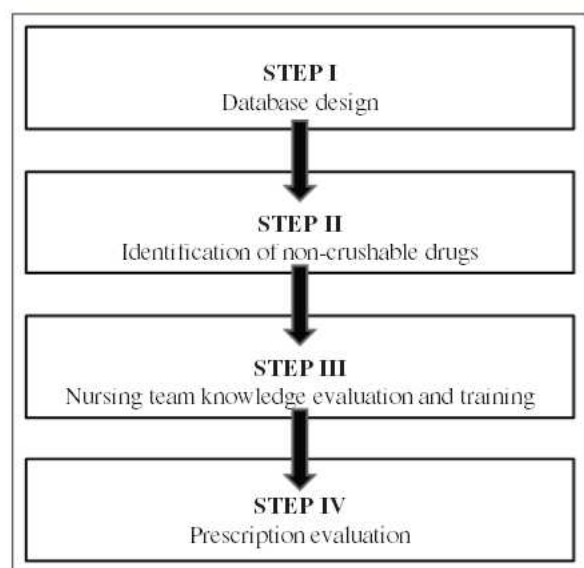 STEP I
Database design
STEP II
Identification of non-crushable drugs
STEP III
Nursing team knowledge evaluation and training
STEP IV
Prescription evaluation